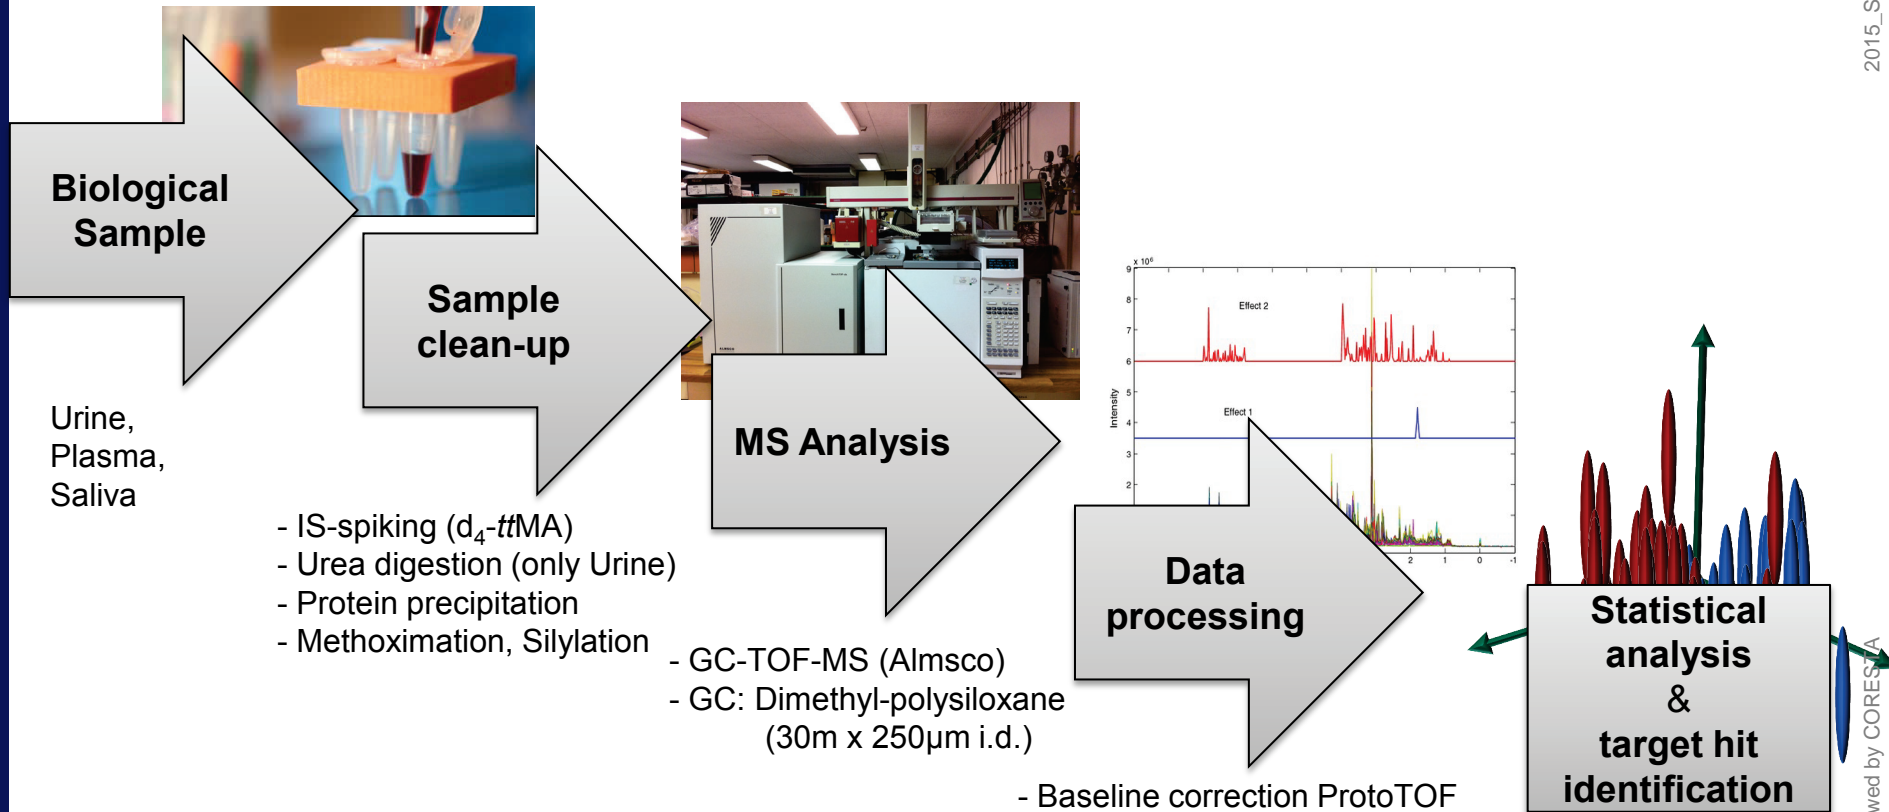 Biological
Sample
Urine,
Plasma,
Saliva
Sample
clean-up
- IS-spiking (d4-ttMA)
- Urea digestion (only Urine)
- Protein precipitation
- Methoximation, Silylation
MS Analysis
- GC-TOF-MS (Almsco)
- GC: Dimethyl-polysiloxane
(30m x 250µm i.d.)
x 10⁶
9
8
7
6
5
4
3
2
Intensity
Effect 2
Effect 1
2
1
0
-1
Data
processing
- Baseline correction ProtoTOF
Statistical
analysis
&
target hit
identification
2015_S
wed by CORESTA